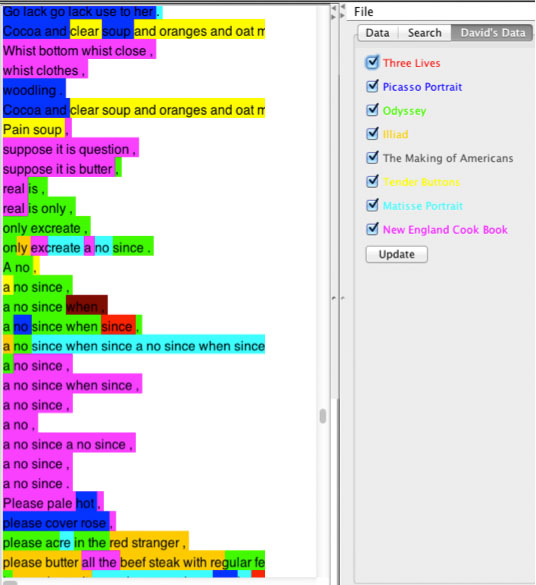 Go lack go lack use to her .
Cocoa and clear soup and oranges and oat m
Whist bottom whist close ,
whist clothes ,
woodling .
Cocoa and clear soup and oranges and oat m
Pain soup ,
suppose it is question ,
suppose it is butter ,
real is ,
real is only ,
only excreate ,
only excreate a no since .
A no ,
a no since ,
a no since when ,
a no since when since ,
a no since when since a no since when since
a no since ,
a no since when since ,
a no since ,
a no ,
a no since a no since ,
a no since ,
a no since .
Please pale hot ,
please cover rose ,
please acre in the red stranger ,
please butter all the beef steak with regular fe
File
Data
Search
David's Data
Three Lives
Picasso Portrait
Odyssey
Illiad
The Making of Americans
Tender Buttons
Matisse Portrait
New England Cook Book
Update